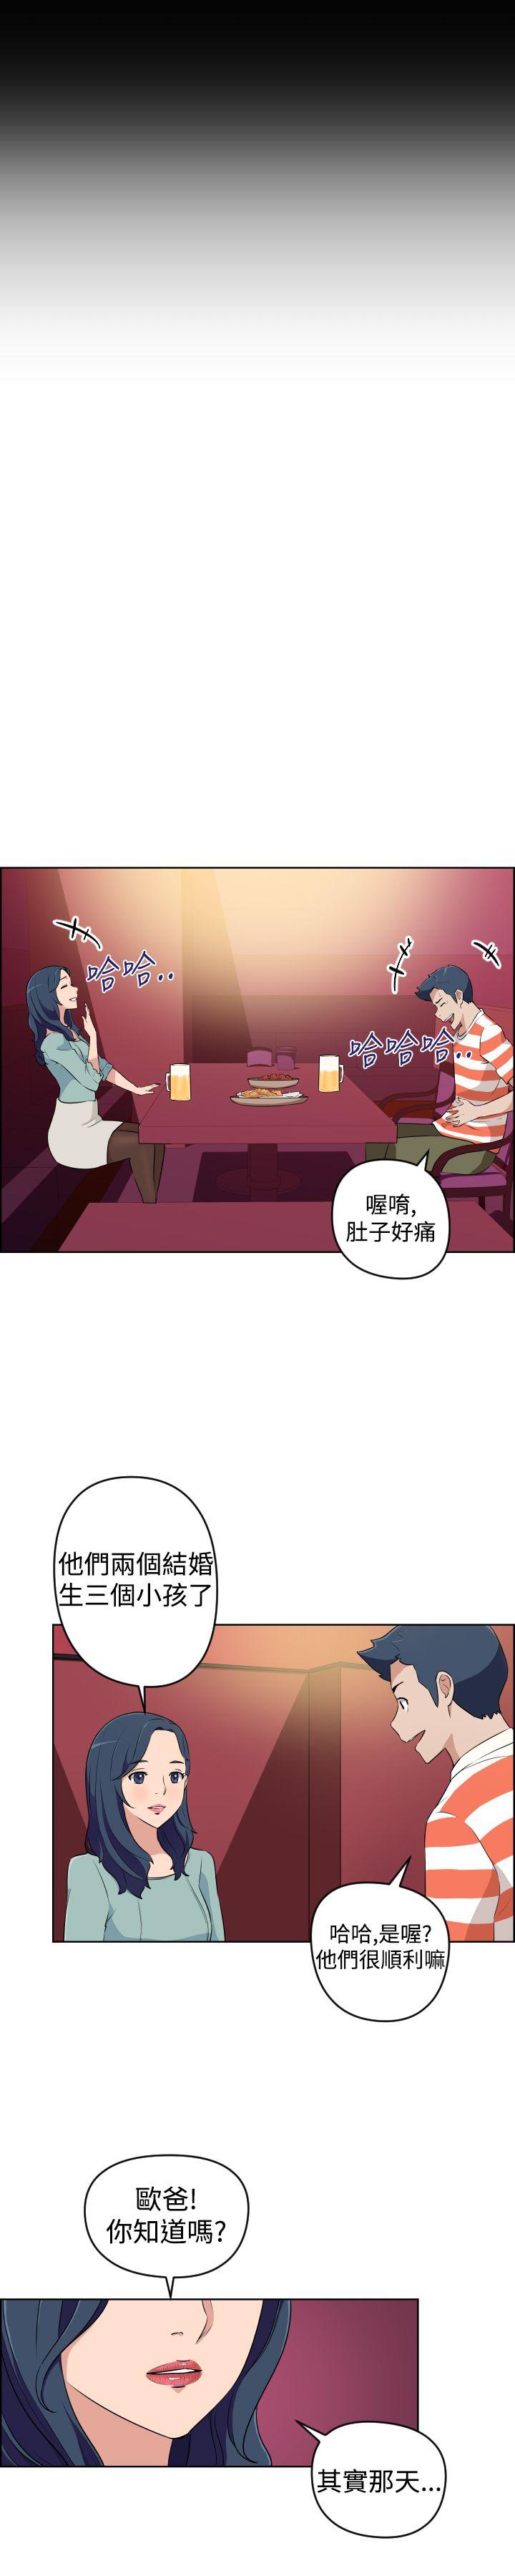 哈哈..
哈哈哈..
喔唷,
肚子好痛
他們兩個結婚
生三個小孩了
哈哈,是喔?
他們很順利嘛
歐爸!
你知道嗎?
其實那天...